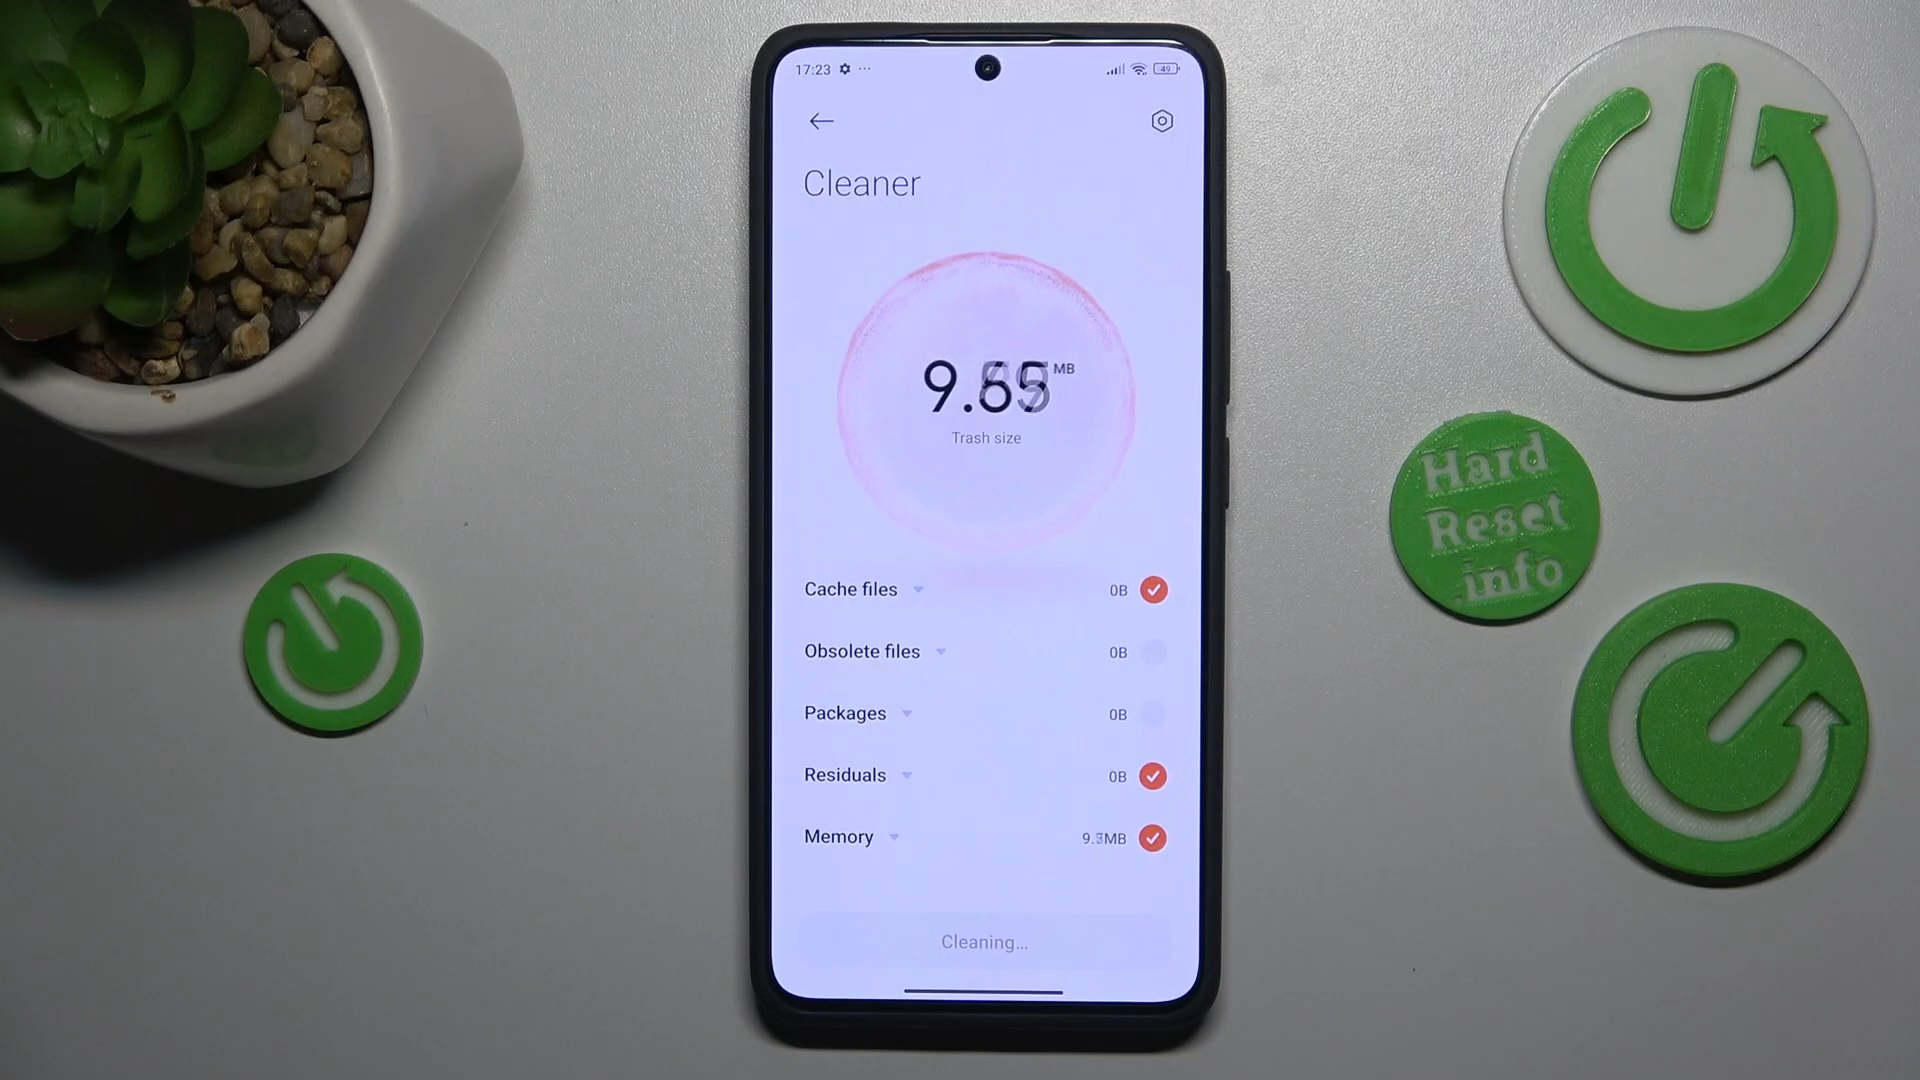 17:23
49
Cleaner
MB
Trash size
Cache files 0B
Obsolete files 0B
Packages 0B
Residuals 0B
Memory
Cleaning...
Hard
Reset
.info